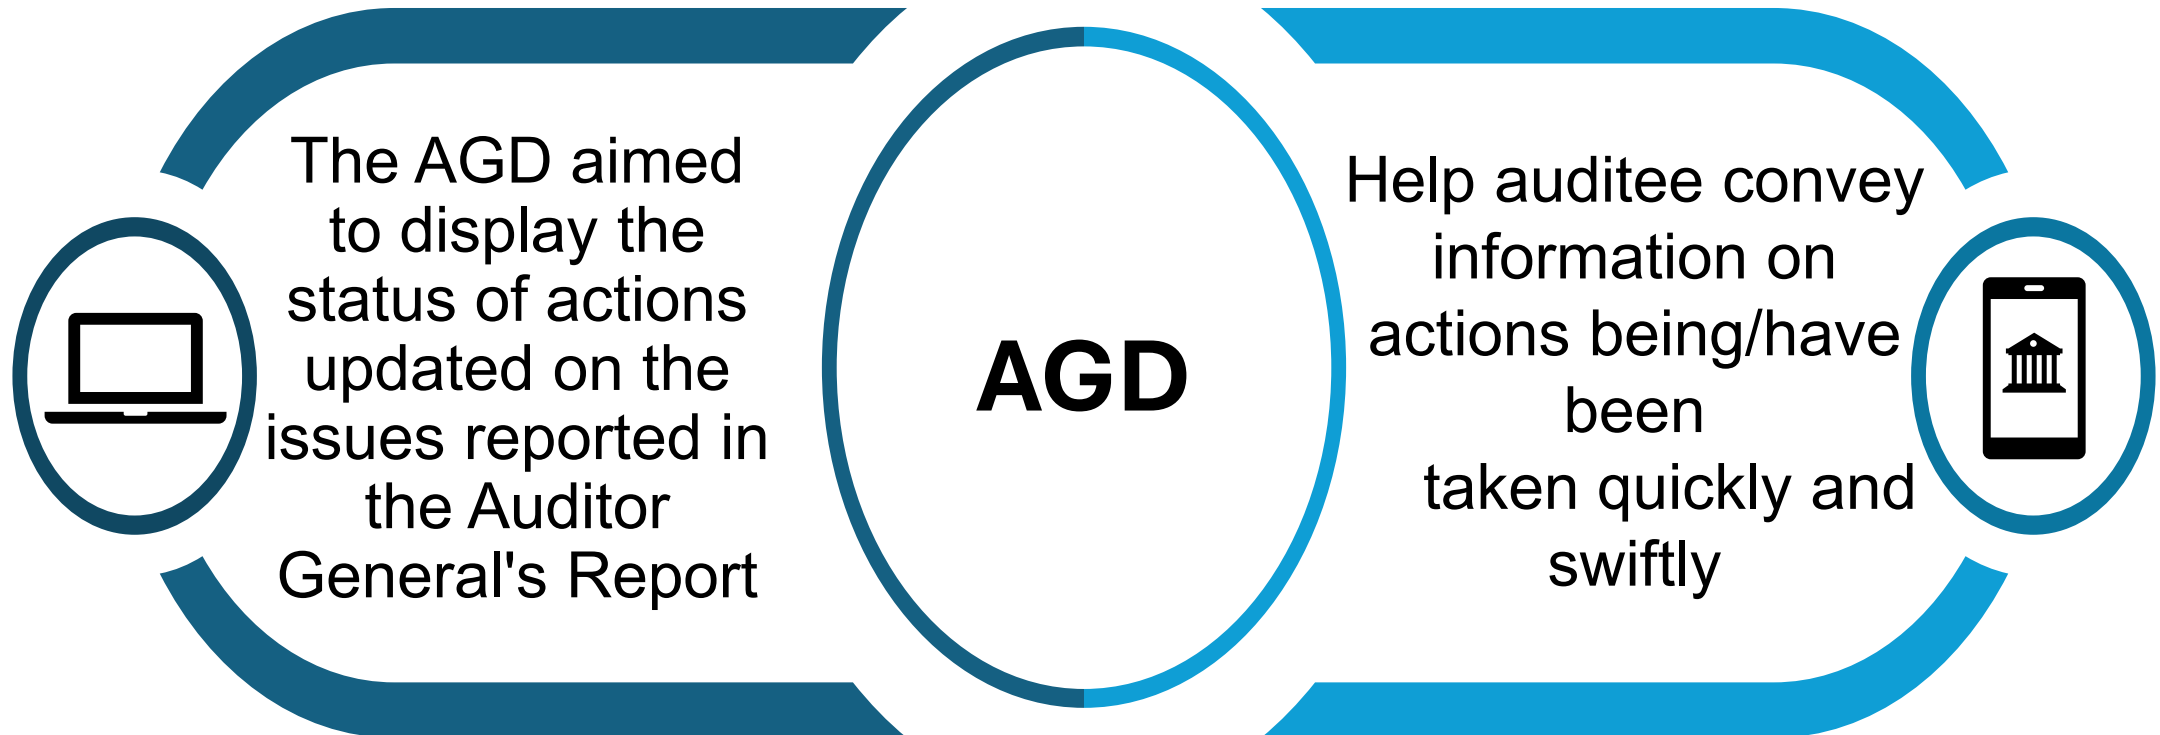 The AGD aimed
to display the
status of actions
updated on the
issues reported in
the Auditor
General's Report
AGD
Help auditee convey
information on
actions being/have
been
taken quickly and
swiftly